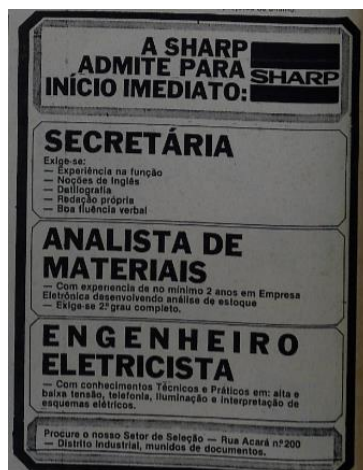 A SHARP
ADMITE PARA
INÍCIO IMEDIATO:
SHARP
SECRETÁRIA
Exige-se:
— Experiência na função
— Noções de Inglês
— Datilografia
— Redação própria
— Boa fluência verbal
ANALISTA DE
MATERIAIS
— Com experiencia de no mínimo 2 anos em Empresa
Eletrônica desenvolvendo análise de estoque
— Exige-se 2.º grau completo.
ENGENHEIRO
ELETRICISTA
— Com conhecimentos Técnicos e Práticos em: alta e
baixa tensão, telefonia, iluminação e interpretação de
esquemas elétricos.
Procure o nosso Setor de Seleção — Rua Acará n.º 200
— Distrito Industrial, munidos de documentos.